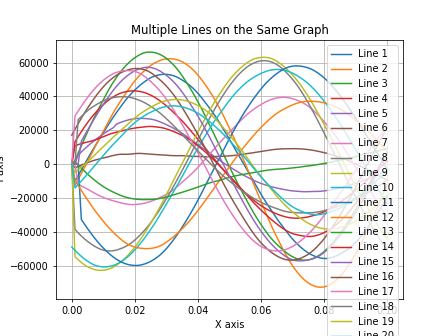 Multiple Lines on the Same Graph
60000
40000
20000
0
−20000
−40000
−60000
0.00
0.02
0.04
0.06
0.08
X axis
Line 1
Line 2
Line 3
Line 4
Line 5
Line 6
Line 7
Line 8
Line 9
Line 10
Line 11
Line 12
Line 13
Line 14
Line 15
Line 16
Line 17
Line 18
Line 19
Line 20